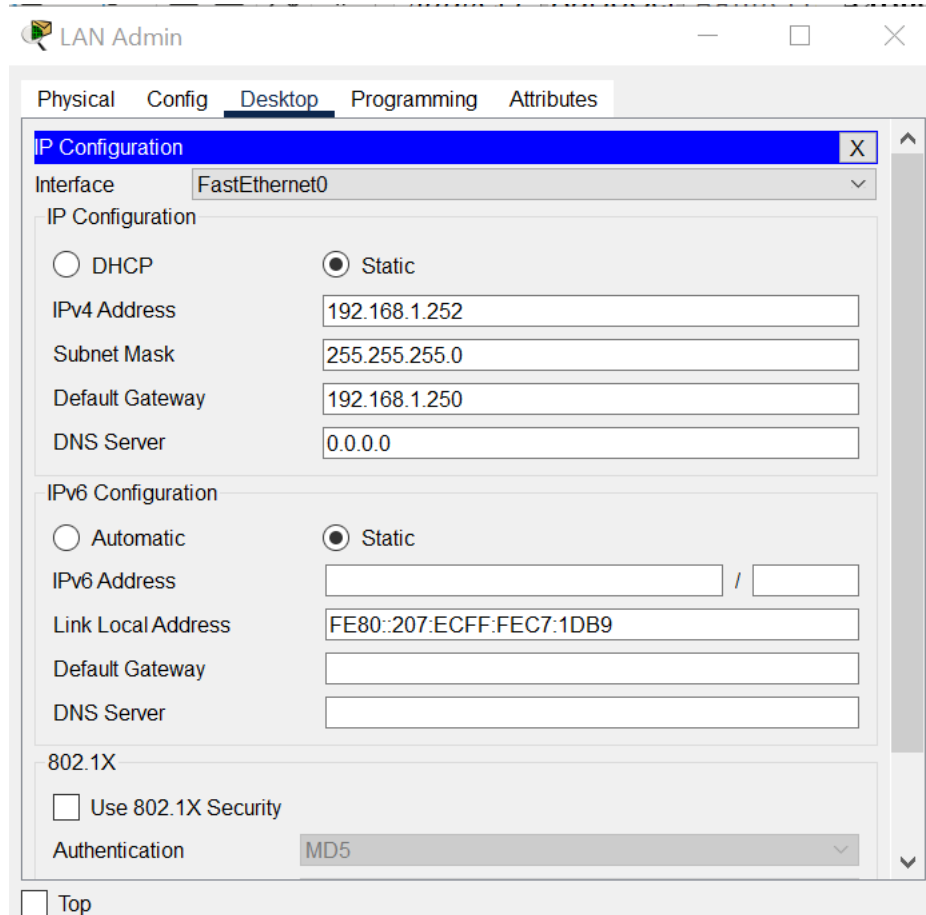 LAN Admin
Physical Config Desktop Programming Attributes
IP Configuration X
Interface FastEthernet0
IP Configuration
DHCP Static
IPv4 Address 192.168.1.252
Subnet Mask 255.255.255.0
Default Gateway 192.168.1.250
DNS Server 0.0.0.0
IPv6 Configuration
Automatic Static
IPv6 Address /
Link Local Address FE80::207:ECFF:FEC7:1DB9
Default Gateway
DNS Server
802.1X
Use 802.1X Security
Authentication MD5
Top